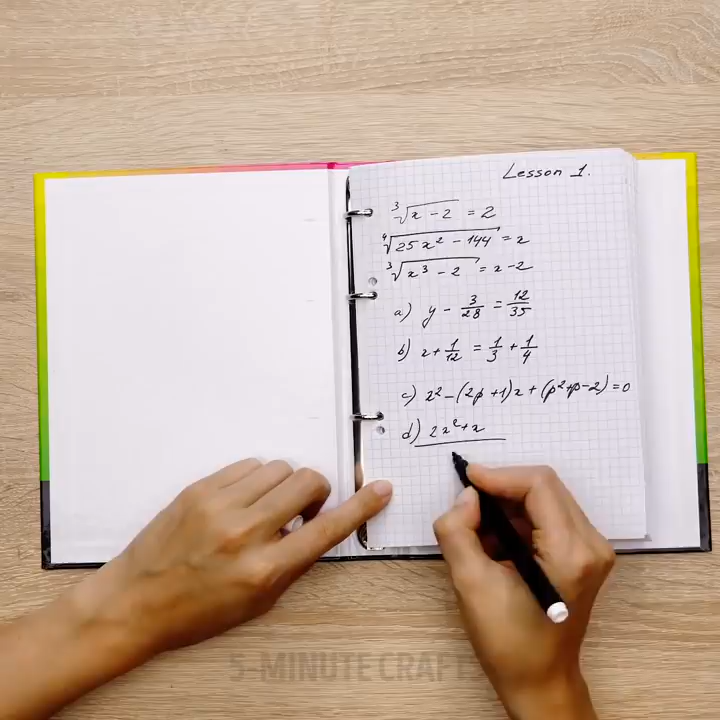 Lesson 1.
∛(x - 2) = 2
∜(25x² - 144) = x
∛(x³ - 2) = x - 2
a) y - 3/28 = 12/35
b) x + 1/12 = 1/3 + 1/4
c) x² - (2p + 1)x + (p² + p - 2) = 0
d) 2x² + x
5-MINUTE CRAFTS